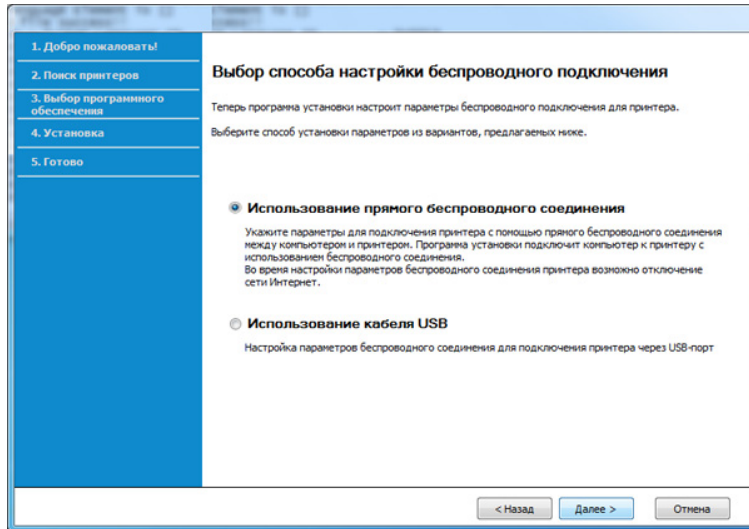 1. Добро пожаловать!
2. Поиск принтеров
3. Выбор программного
обеспечения
4. Установка
5. Готово
Выбор способа настройки беспроводного подключения
Теперь программа установки настроит параметры беспроводного подключения для принтера.
Выберите способ установки параметров из вариантов, предлагаемых ниже.
Использование прямого беспроводного соединения
Укажите параметры для подключения принтера с помощью прямого беспроводного соединения
между компьютером и принтером. Программа установки подключит компьютер к принтеру с
использованием беспроводного соединения.
Во время настройки параметров беспроводного соединения принтера возможно отключение
сети Интернет.
Использование кабеля USB
Настройка параметров беспроводного соединения для подключения принтера через USB-порт
< Назад
Далее >
Отмена